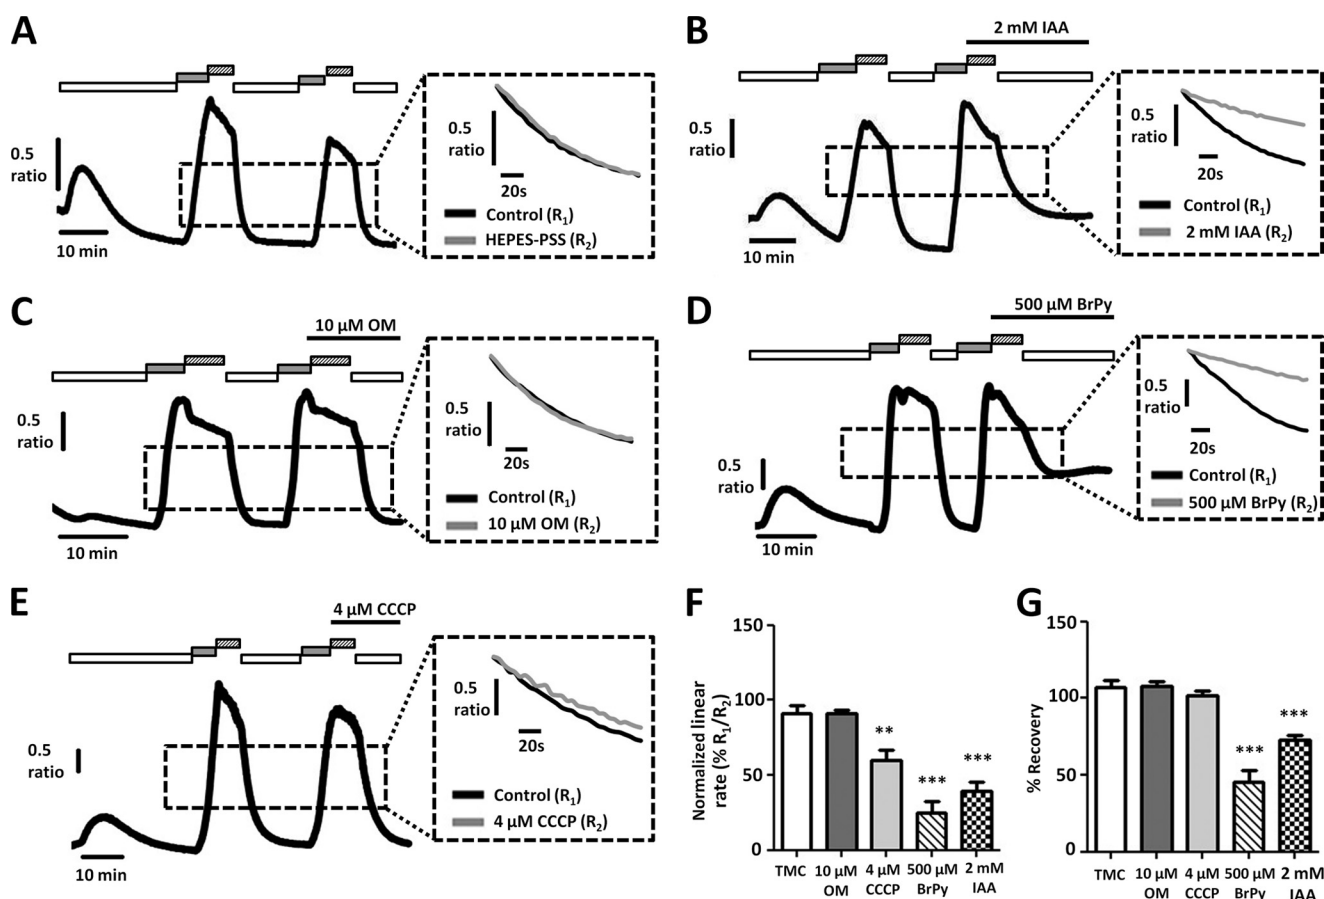 A
0.5
ratio
10 min
0.5
ratio
20s
Control (R₁)
HEPES-PSS (R₂)
B
2 mM IAA
0.5
ratio
10 min
0.5
ratio
20s
Control (R₁)
2 mM IAA (R₂)
C
10 µM OM
0.5
ratio
10 min
0.5
ratio
20s
Control (R₁)
10 µM OM (R₂)
D
500 µM BrPy
0.5
ratio
10 min
0.5
ratio
20s
Control (R₁)
500 µM BrPy (R₂)
E
4 µM CCCP
0.5
ratio
10 min
0.5
ratio
20s
Control (R₁)
4 µM CCCP (R₂)
F
Normalized linear
rate (% R₁/R₂)
150
100
50
0
**
***
***
TMC
10 µM
OM
4 µM
CCCP
500 µM
BrPy
2 mM
IAA
G
% Recovery
150
100
50
0
***
***
TMC
10 µM
OM
4 µM
CCCP
500 µM
BrPy
2 mM
IAA